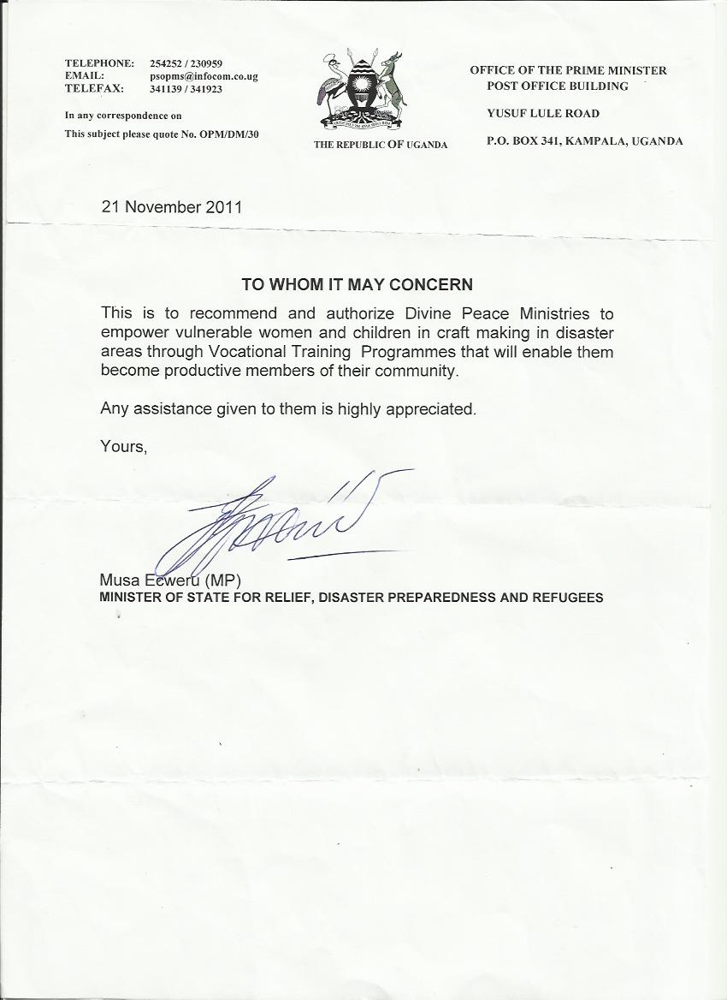 TELEPHONE: 254252 / 230959
EMAIL: psopms@infocom.co.ug
TELEFAX: 341139 / 341923
In any correspondence on
This subject please quote No. OPM/DM/30
THE REPUBLIC OF UGANDA
OFFICE OF THE PRIME MINISTER
POST OFFICE BUILDING
YUSUF LULE ROAD
P.O. BOX 341, KAMPALA, UGANDA
21 November 2011
TO WHOM IT MAY CONCERN
This is to recommend and authorize Divine Peace Ministries to
empower vulnerable women and children in craft making in disaster
areas through Vocational Training Programmes that will enable them
become productive members of their community.
Any assistance given to them is highly appreciated.
Yours,
Musa Ecweru (MP)
MINISTER OF STATE FOR RELIEF, DISASTER PREPAREDNESS AND REFUGEES